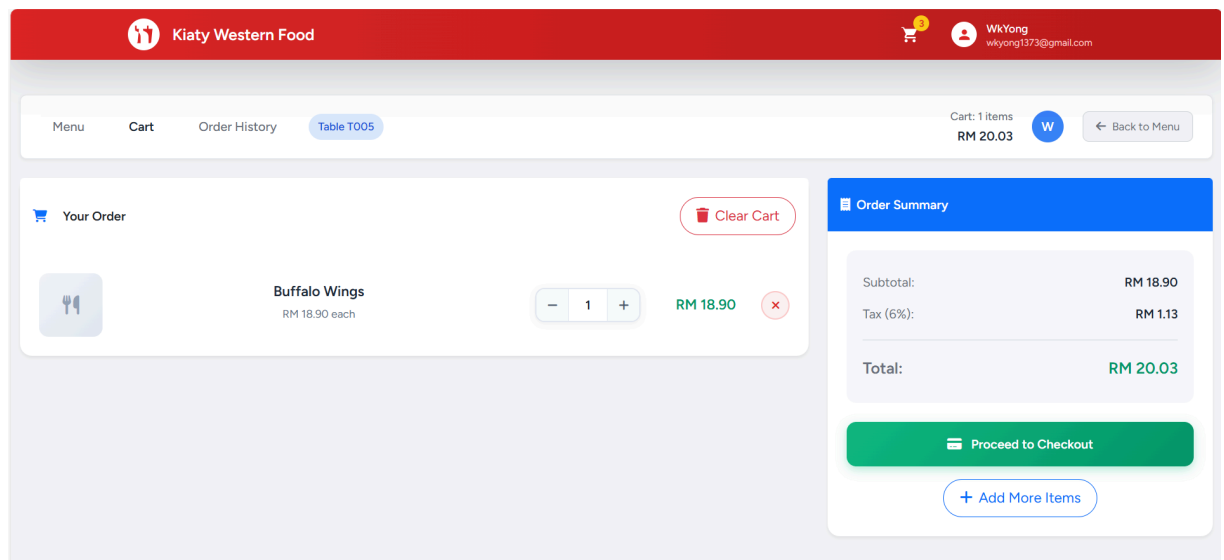 Kiaty Western Food
3
WkYong
wkyong1373@gmail.com
Menu
Cart
Order History
Table T005
Cart: 1 items
RM 20.03
W
← Back to Menu
Your Order
Clear Cart
Buffalo Wings
RM 18.90 each
− 1 +
RM 18.90
×
Order Summary
Subtotal: RM 18.90
Tax (6%): RM 1.13
Total: RM 20.03
Proceed to Checkout
+ Add More Items